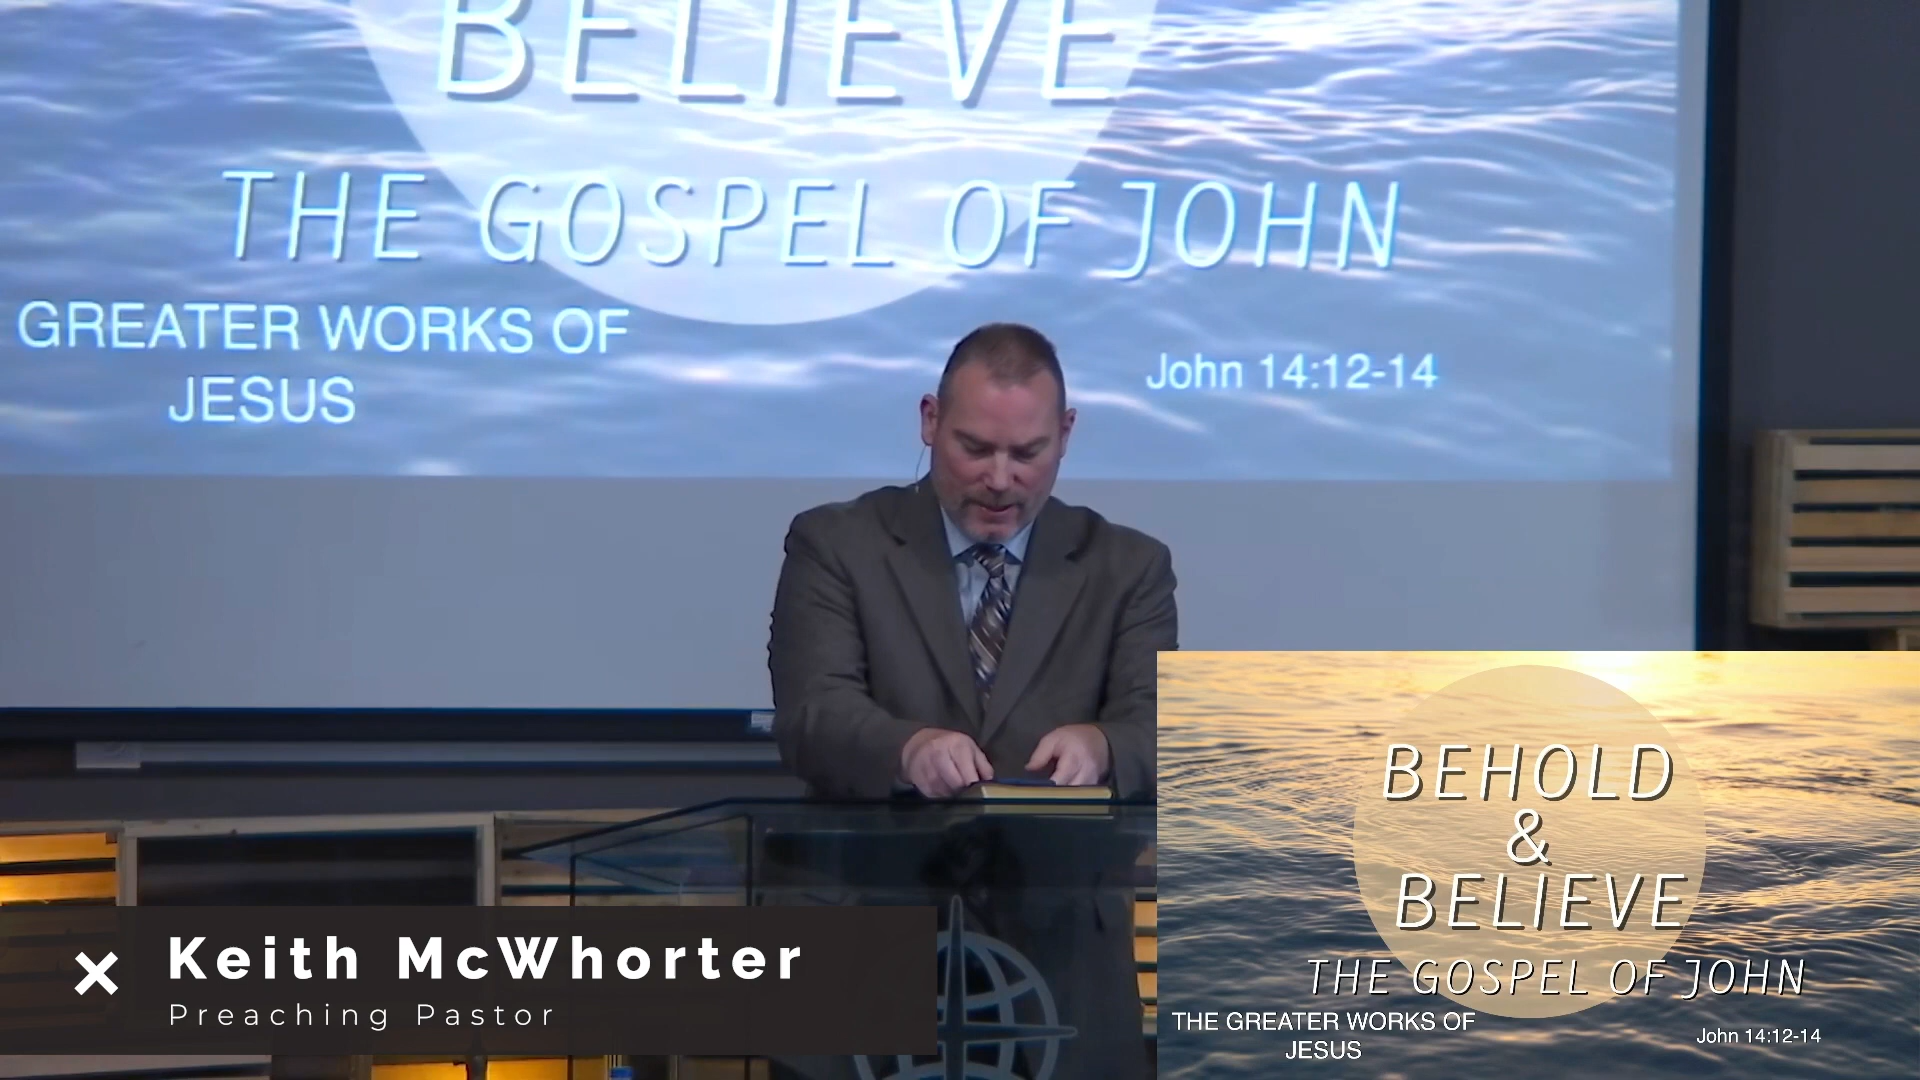 BELIEVE
THE GOSPEL OF JOHN
GREATER WORKS OF
JESUS
John 14:12-14
BEHOLD
&
BELIEVE
THE GOSPEL OF JOHN
THE GREATER WORKS OF
JESUS
John 14:12-14
Keith McWhorter
Preaching Pastor